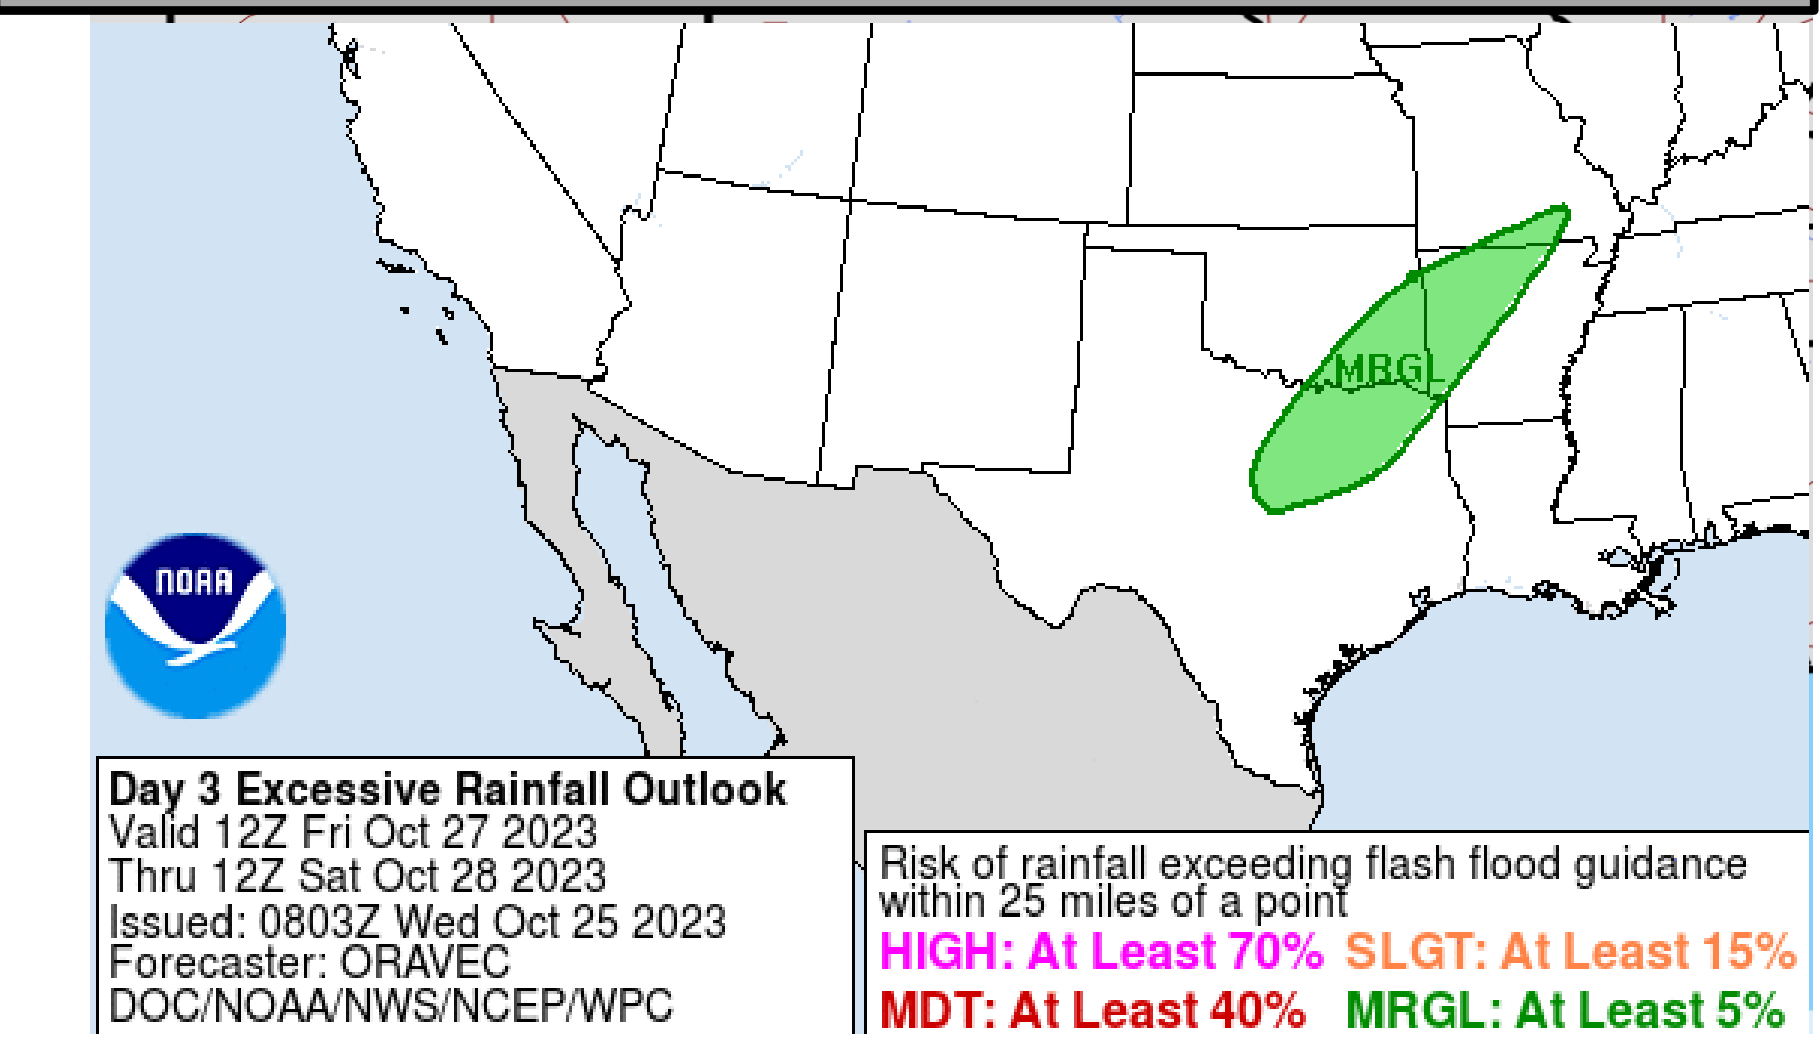 MRGL
NOAA
Day 3 Excessive Rainfall Outlook
Valid 12Z Fri Oct 27 2023
Thru 12Z Sat Oct 28 2023
Issued: 0803Z Wed Oct 25 2023
Forecaster: ORAVEC
DOC/NOAA/NWS/NCEP/WPC
Risk of rainfall exceeding flash flood guidance
within 25 miles of a point
HIGH: At Least 70% SLGT: At Least 15%
MDT: At Least 40% MRGL: At Least 5%